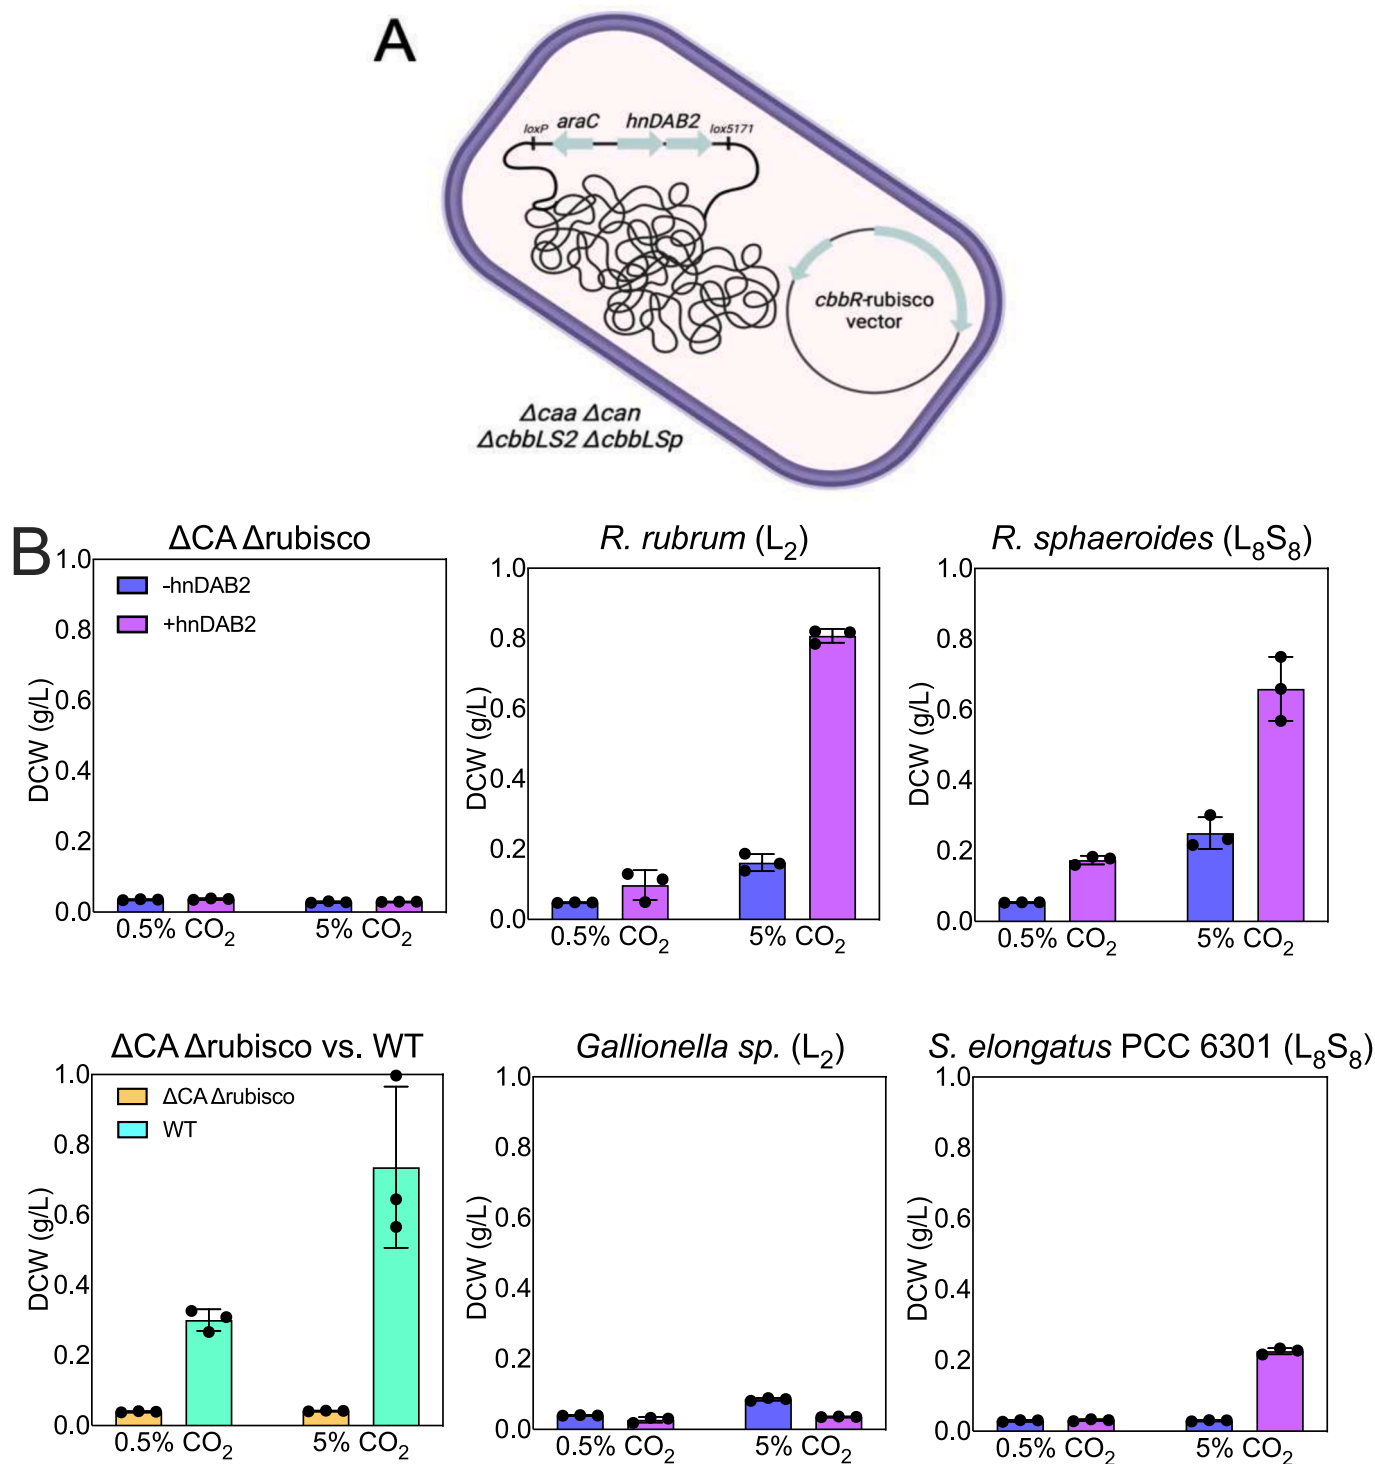 A
loxP araC hnDAB2 lox5171
cbbR-rubisco
vector
Δcaa Δcan
ΔcbbLS2 ΔcbbLSp
B
ΔCA Δrubisco
1.0
0.8
0.6
0.4
0.2
0.0
DCW (g/L)
-hnDAB2
+hnDAB2
0.5% CO₂ 5% CO₂
R. rubrum (L₂)
1.0
0.8
0.6
0.4
0.2
0.0
DCW (g/L)
0.5% CO₂ 5% CO₂
R. sphaeroides (L₈S₈)
1.0
0.8
0.6
0.4
0.2
0.0
DCW (g/L)
0.5% CO₂ 5% CO₂
ΔCA Δrubisco vs. WT
1.0
0.8
0.6
0.4
0.2
0.0
DCW (g/L)
ΔCA Δrubisco
WT
0.5% CO₂ 5% CO₂
Gallionella sp. (L₂)
1.0
0.8
0.6
0.4
0.2
0.0
DCW (g/L)
0.5% CO₂ 5% CO₂
S. elongatus PCC 6301 (L₈S₈)
1.0
0.8
0.6
0.4
0.2
0.0
DCW (g/L)
0.5% CO₂ 5% CO₂